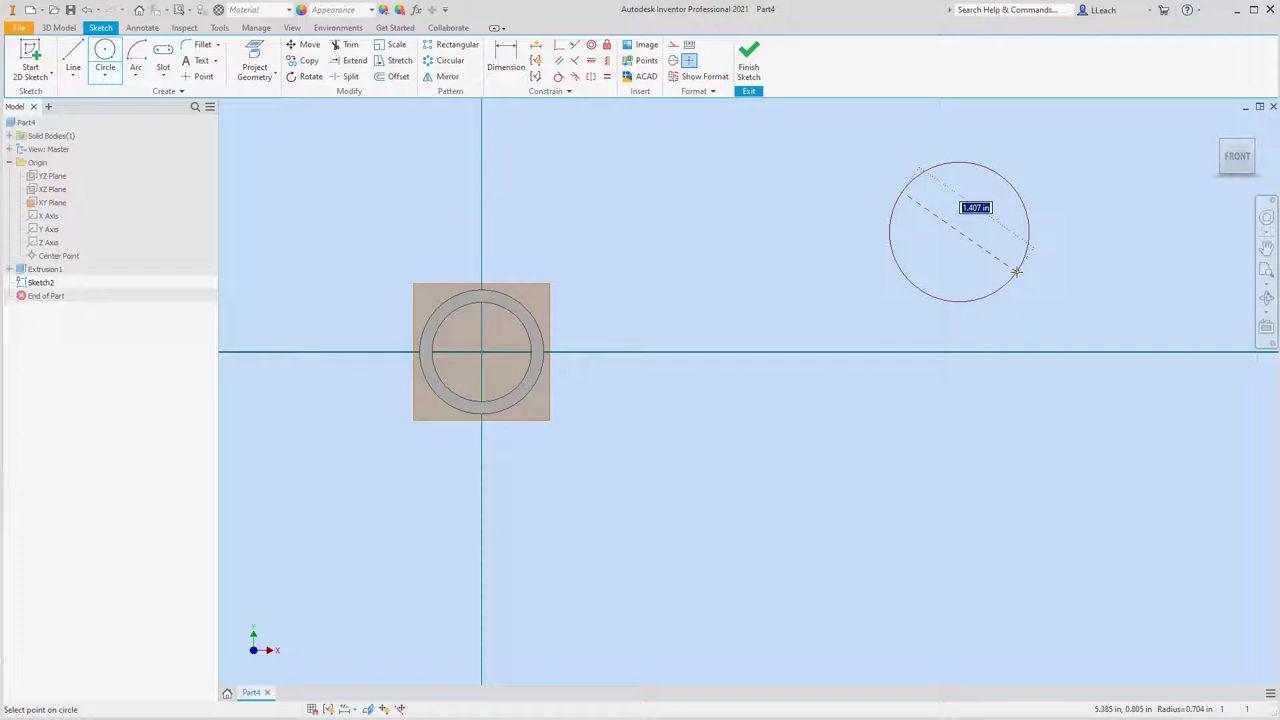 Material
Appearance
Autodesk Inventor Professional 2021 Part4
Search Help & Commands...
LLeach
File
3D Model
Sketch
Annotate
Inspect
Tools
Manage
View
Environments
Get Started
Collaborate
Start
2D Sketch
Line
Circle
Arc
Slot
Fillet
Text
Point
Project
Geometry
Move
Copy
Rotate
Trim
Extend
Split
Scale
Stretch
Offset
Rectangular
Circular
Mirror
Dimension
Image
Points
ACAD
Show Format
Finish
Sketch
Sketch
Create
Modify
Pattern
Constrain
Insert
Format
Exit
Model
Part4
Solid Bodies(1)
View: Master
Origin
YZ Plane
XZ Plane
XY Plane
X Axis
Y Axis
Z Axis
Center Point
Extrusion1
Sketch2
End of Part
FRONT
1.407 in
Y
X
Part4
Select point on circle
5.385 in, 0.805 in Radius=0.704 in 1 1